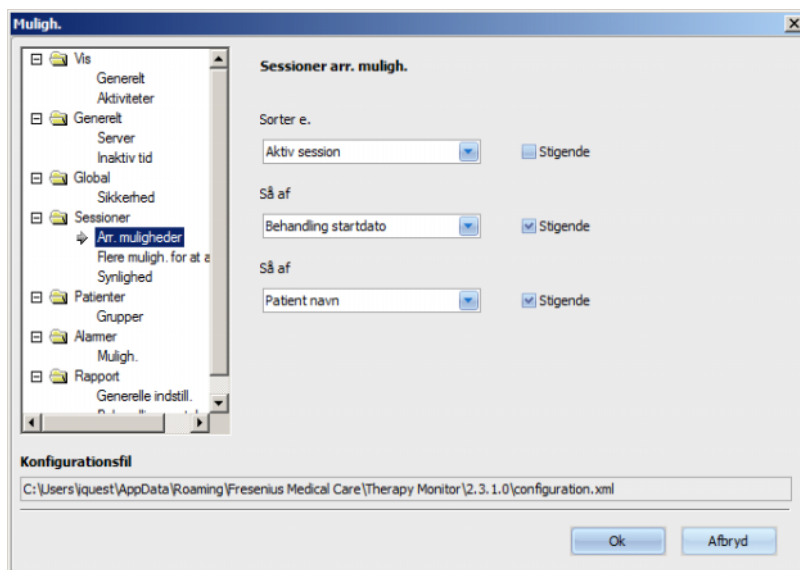 Muligh.
Vis
Generelt
Aktiviteter
Generelt
Server
Inaktiv tid
Global
Sikkerhed
Sessioner
Arr. muligheder
Flere muligh. for at a
Synlighed
Patienter
Grupper
Alarmer
Muligh.
Rapport
Generelle indstill.
Sessioner arr. muligh.
Sorter e.
Aktiv session
Stigende
Så af
Behandling startdato
Stigende
Så af
Patient navn
Stigende
Konfigurationsfil
C:\Users\jquest\AppData\Roaming\Fresenius Medical Care\Therapy Monitor\2.3.1.0\configuration.xml
Ok
Afbryd